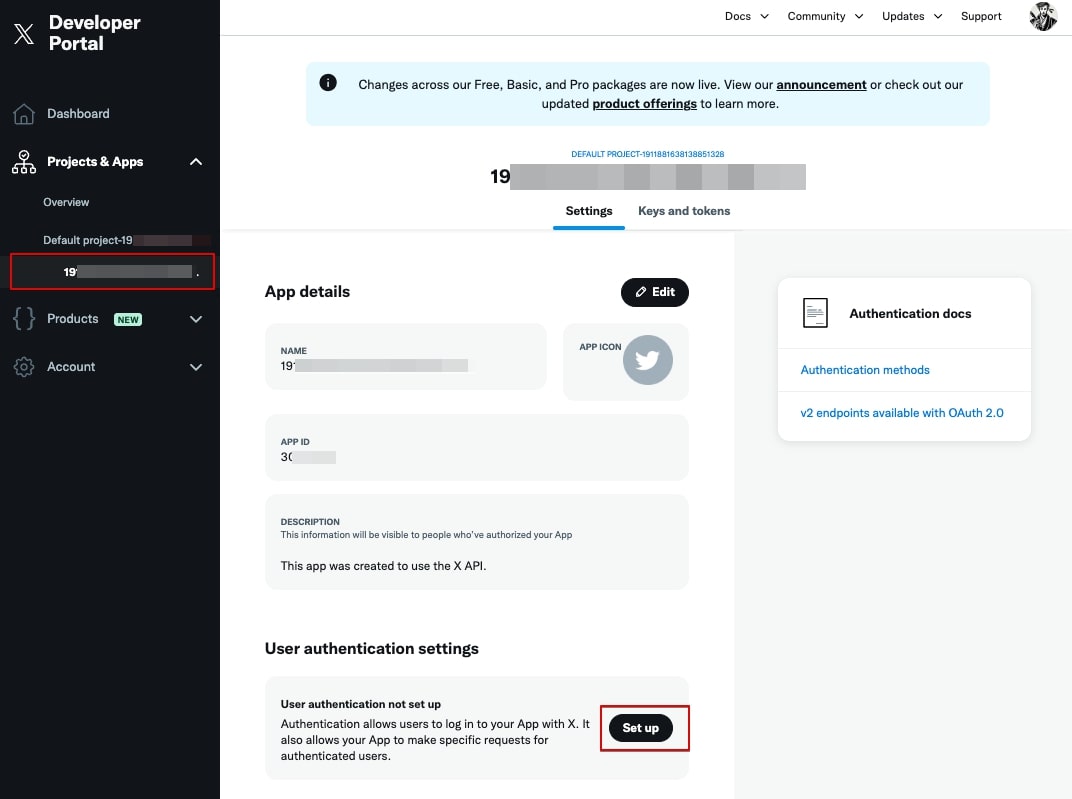 Developer
Portal
Docs
Community
Updates
Support
Dashboard
Projects & Apps
Overview
Default project-19
19
.
Products
NEW
Account
Changes across our Free, Basic, and Pro packages are now live. View our announcement or check out our
updated product offerings to learn more.
DEFAULT PROJECT-1911881638138851328
19
Settings
Keys and tokens
App details
Edit
NAME
19
APP ICON
APP ID
30
DESCRIPTION
This information will be visible to people who've authorized your App
This app was created to use the X API.
User authentication settings
User authentication not set up
Authentication allows users to log in to your App with X. It
also allows your App to make specific requests for
authenticated users.
Set up
Authentication docs
Authentication methods
v2 endpoints available with OAuth 2.0